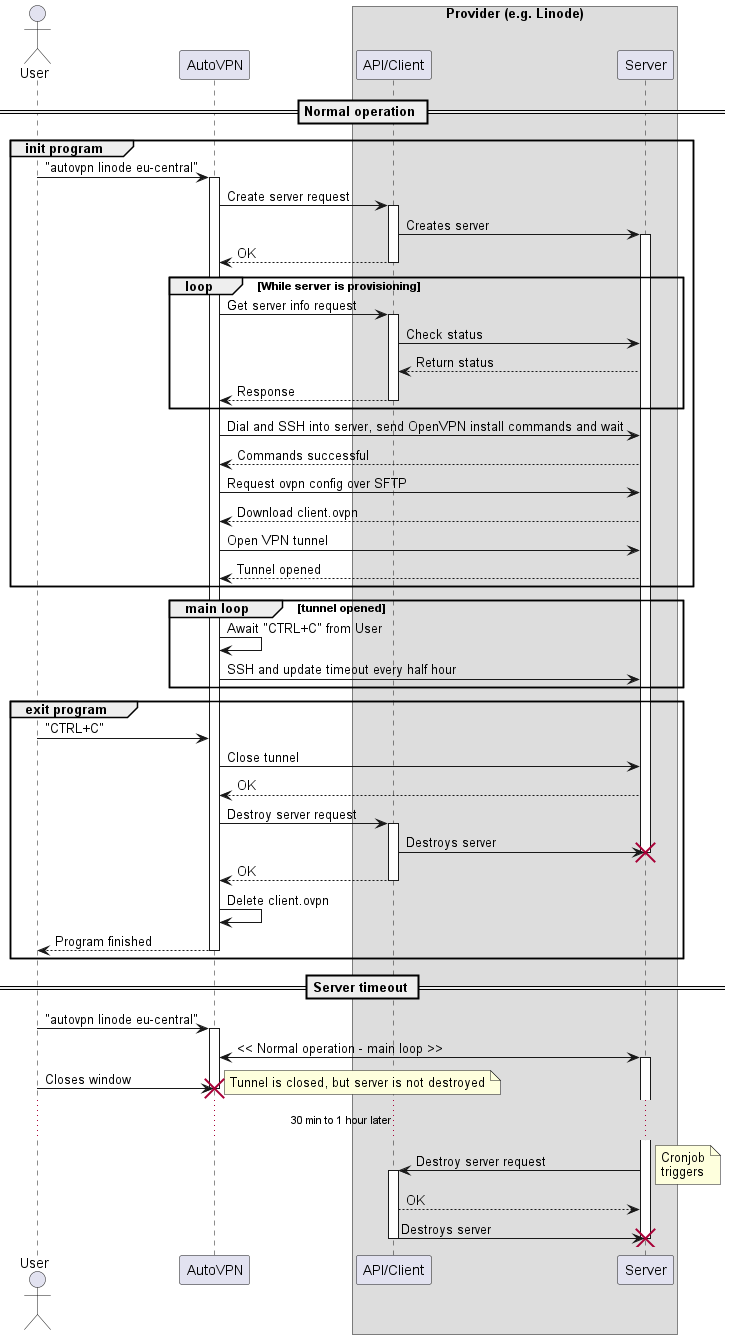 Provider (e.g. Linode)
User
AutoVPN
API/Client
Server
Normal operation
init program
"autovpn linode eu-central"
Create server request
Creates server
OK
loop
[While server is provisioning]
Get server info request
Check status
Return status
Response
Dial and SSH into server, send OpenVPN install commands and wait
Commands successful
Request ovpn config over SFTP
Download client.ovpn
Open VPN tunnel
Tunnel opened
main loop
[tunnel opened]
Await "CTRL+C" from User
SSH and update timeout every half hour
exit program
"CTRL+C"
Close tunnel
OK
Destroy server request
Destroys server
OK
Delete client.ovpn
Program finished
Server timeout
"autovpn linode eu-central"
<< Normal operation - main loop >>
Closes window
Tunnel is closed, but server is not destroyed
30 min to 1 hour later
Cronjob
triggers
Destroy server request
OK
Destroys server
User
AutoVPN
API/Client
Server